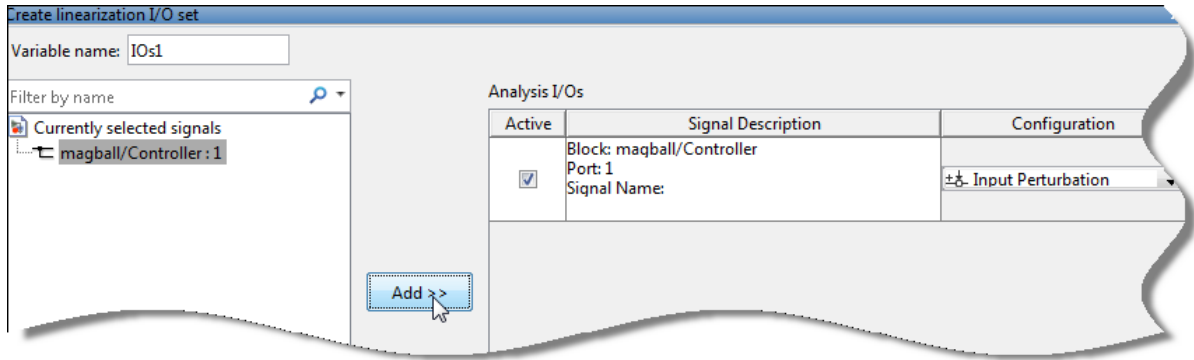 Create linearization I/O set
Variable name: IOs1
Filter by name
Currently selected signals
magball/Controller : 1
Add >>
Analysis I/Os
Active Signal Description Configuration
Block: magball/Controller
Port: 1
Signal Name:
Input Perturbation